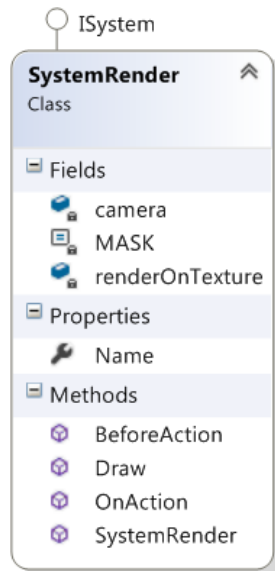 ISystem
SystemRender
Class
Fields
camera
MASK
renderOnTexture
Properties
Name
Methods
BeforeAction
Draw
OnAction
SystemRender